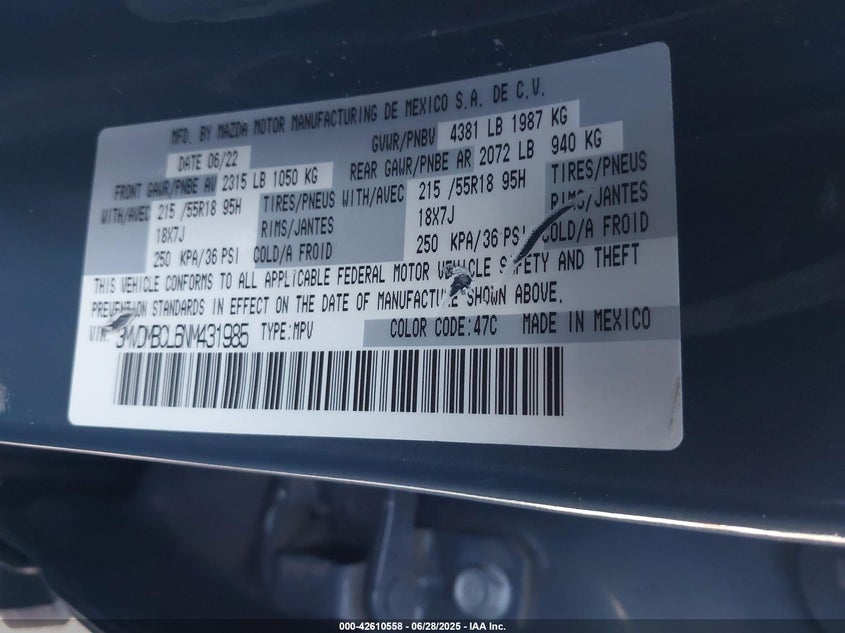 MFD. BY MAZDA MOTOR MANUFACTURING DE MEXICO S.A. DE C.V.
DATE 06/22 GVWR/PNBV 4381 LB 1987 KG
FRONT GAWR/PNBE AV 2315 LB 1050 KG REAR GAWR/PNBE AR 2072 LB 940 KG
WITH/AVEC 215 /55R18 95H TIRES/PNEUS WITH/AVEC 215 /55R18 95H TIRES/PNEUS
18X7J RIMS/JANTES 18X7J RIMS/JANTES
250 KPA/36 PSI COLD/A FROID 250 KPA/36 PSI COLD/A FROID
THIS VEHICLE CONFORMS TO ALL APPLICABLE FEDERAL MOTOR VEHICLE SAFETY AND THEFT
PREVENTION STANDARDS IN EFFECT ON THE DATE OF MANUFACTURE SHOWN ABOVE.
VIN: 3MVDMBCL6NM431985 TYPE:MPV COLOR CODE:47C MADE IN MEXICO
000-42610558 - 06/28/2025 - IAA Inc.